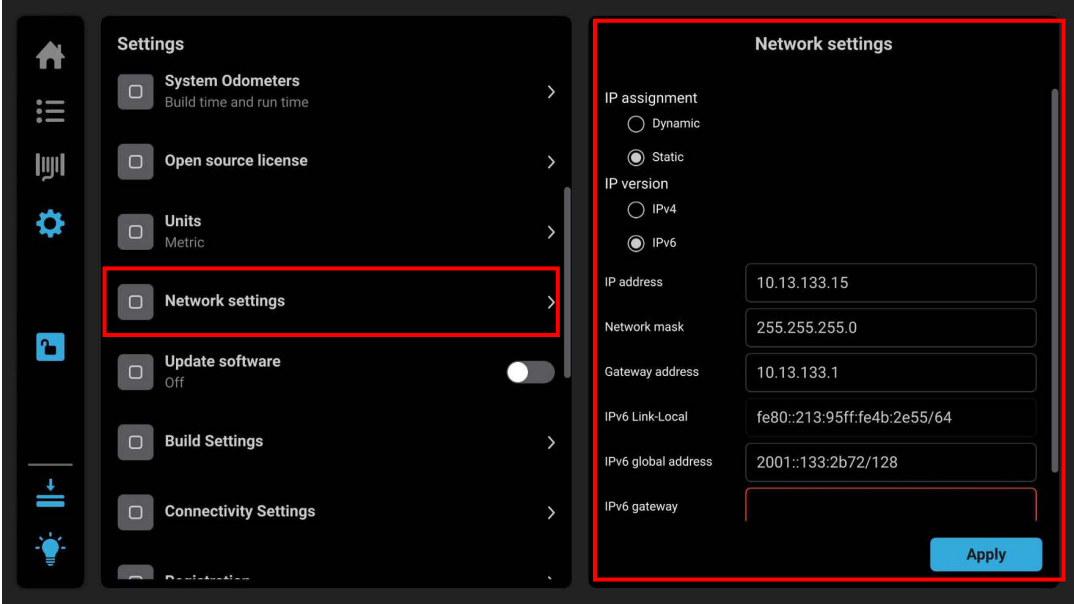 Settings
System Odometers
Build time and run time
Open source license
Units
Metric
Network settings
Update software
Off
Build Settings
Connectivity Settings
Registration
Network settings
IP assignment
Dynamic
Static
IP version
IPv4
IPv6
IP address
10.13.133.15
Network mask
255.255.255.0
Gateway address
10.13.133.1
IPv6 Link-Local
fe80::213:95ff:fe4b:2e55/64
IPv6 global address
2001::133:2b72/128
IPv6 gateway
Apply